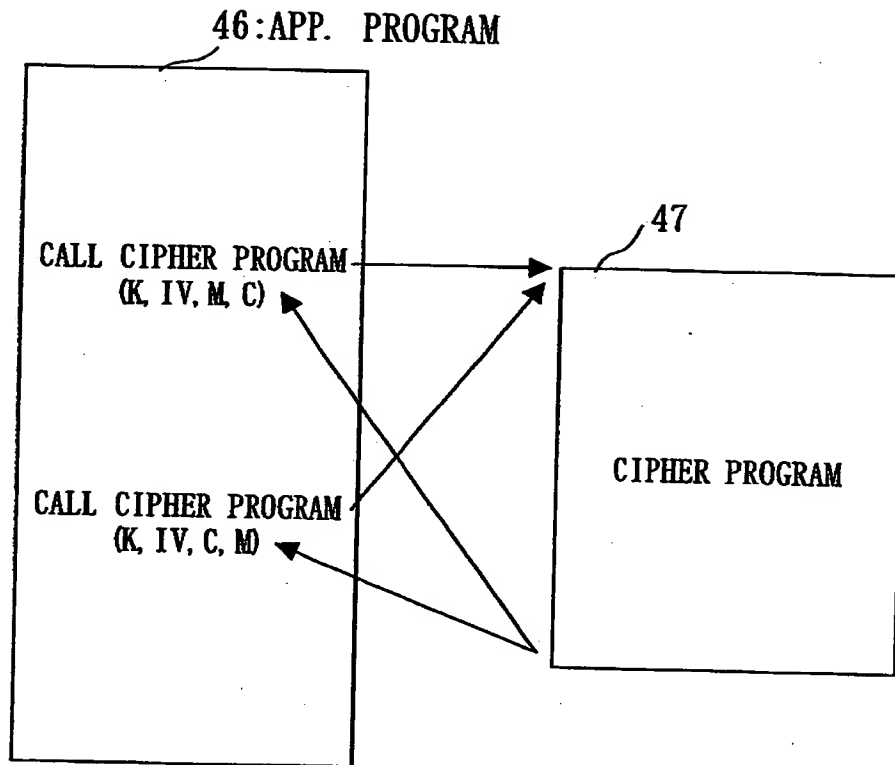 46:APP. PROGRAM
47
CALL CIPHER PROGRAM
(K, IV, M, C)
CALL CIPHER PROGRAM
(K, IV, C, M)
CIPHER PROGRAM